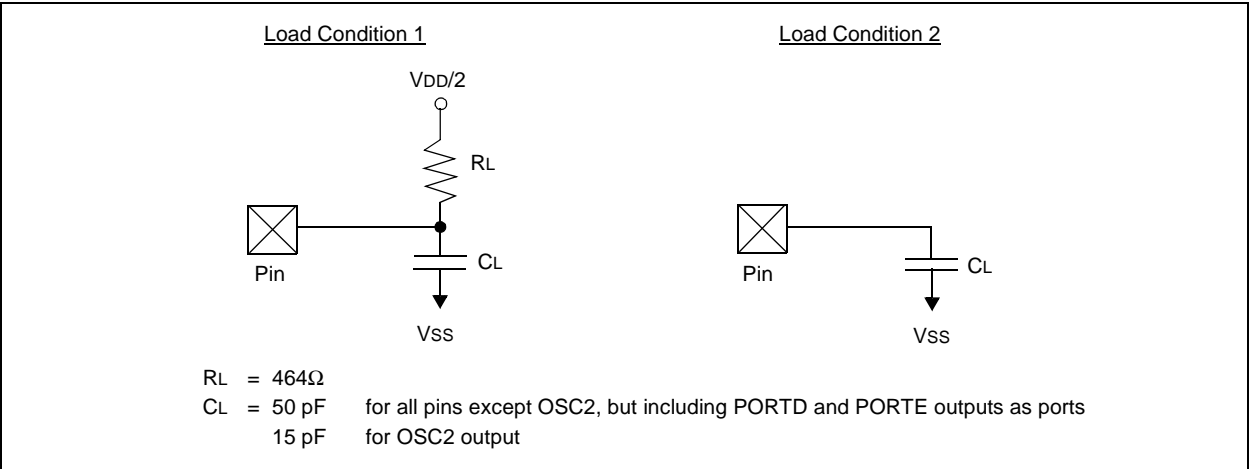 Load Condition 1
VDD/2
RL
Pin
CL
VSS
Load Condition 2
Pin
CL
VSS
RL = 464Ω
CL = 50 pF for all pins except OSC2, but including PORTD and PORTE outputs as ports
15 pF for OSC2 output